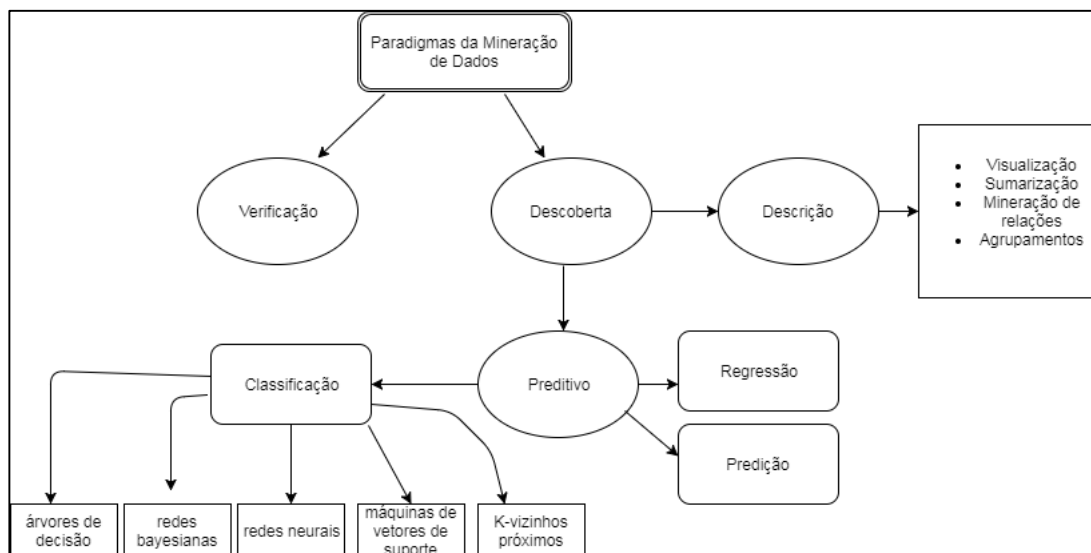 Paradigmas da Mineração
de Dados
Verificação
Descoberta
Descrição
• Visualização
• Sumarização
• Mineração de
relações
• Agrupamentos
Classificação
Preditivo
Regressão
Predição
árvores de
decisão
redes
bayesianas
redes neurais
máquinas de
vetores de
suporte
K-vizinhos
próximos